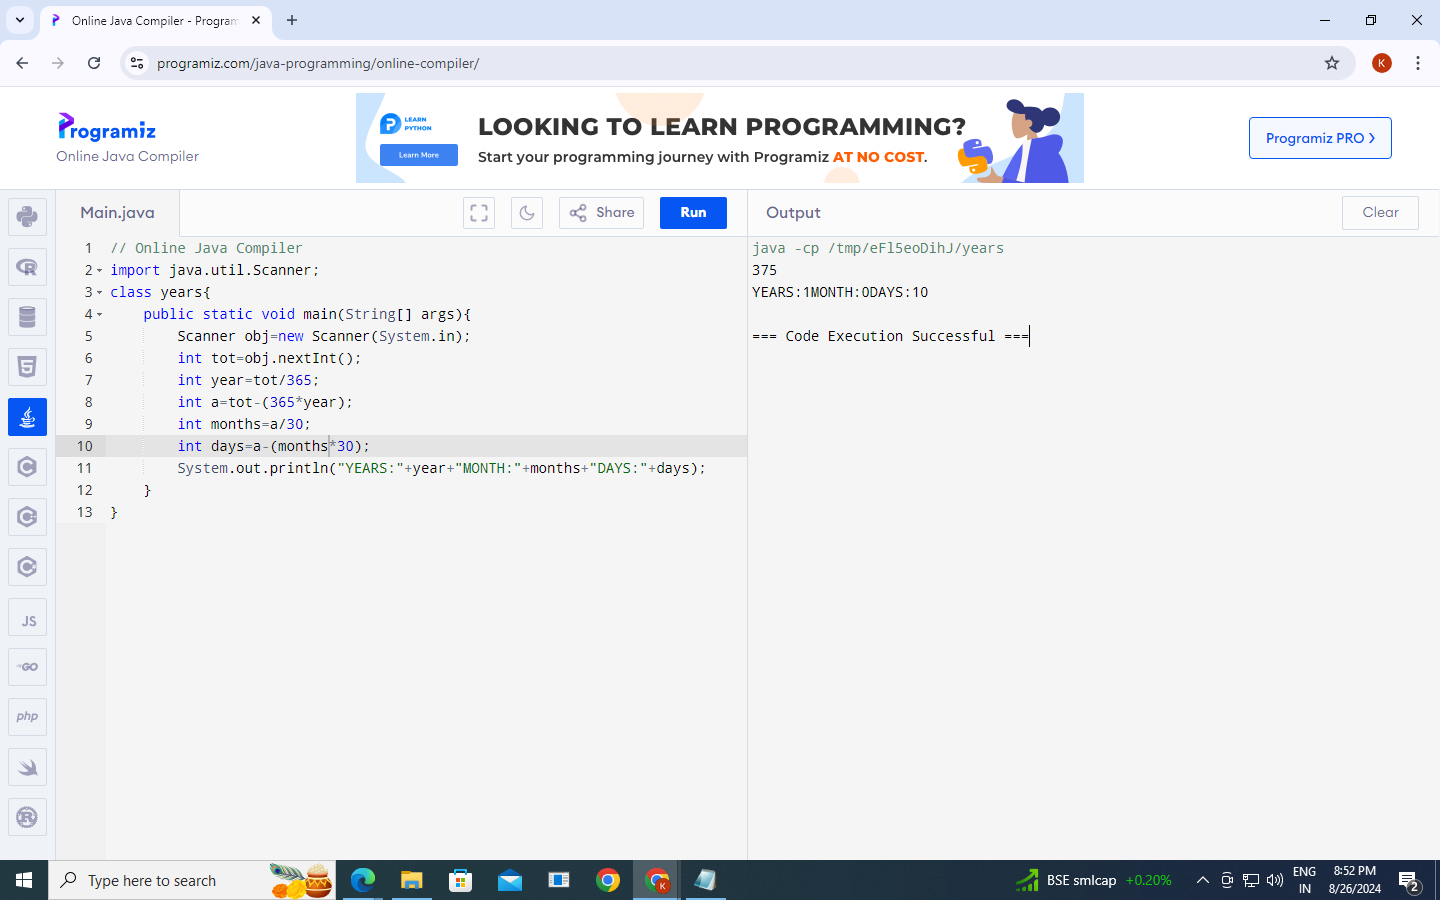 Online Java Compiler - Program
programiz.com/java-programming/online-compiler/
K
Programiz
Online Java Compiler
LEARN
PYTHON
Learn More
LOOKING TO LEARN PROGRAMMING?
Start your programming journey with Programiz AT NO COST.
Programiz PRO
Main.java
Share
Run
Output
Clear
1 // Online Java Compiler
2 import java.util.Scanner;
3 class years{
4 public static void main(String[] args){
5 Scanner obj=new Scanner(System.in);
6 int tot=obj.nextInt();
7 int year=tot/365;
8 int a=tot-(365*year);
9 int months=a/30;
10 int days=a-(months*30);
11 System.out.println("YEARS:"+year+"MONTH:"+months+"DAYS:"+days);
12 }
13 }
java -cp /tmp/eFl5eoDihJ/years
375
YEARS:1MONTH:0DAYS:10
=== Code Execution Successful ===
JS
GO
php
Type here to search
K
BSE smlcap +0.20%
ENG
IN
8:52 PM
8/26/2024
2